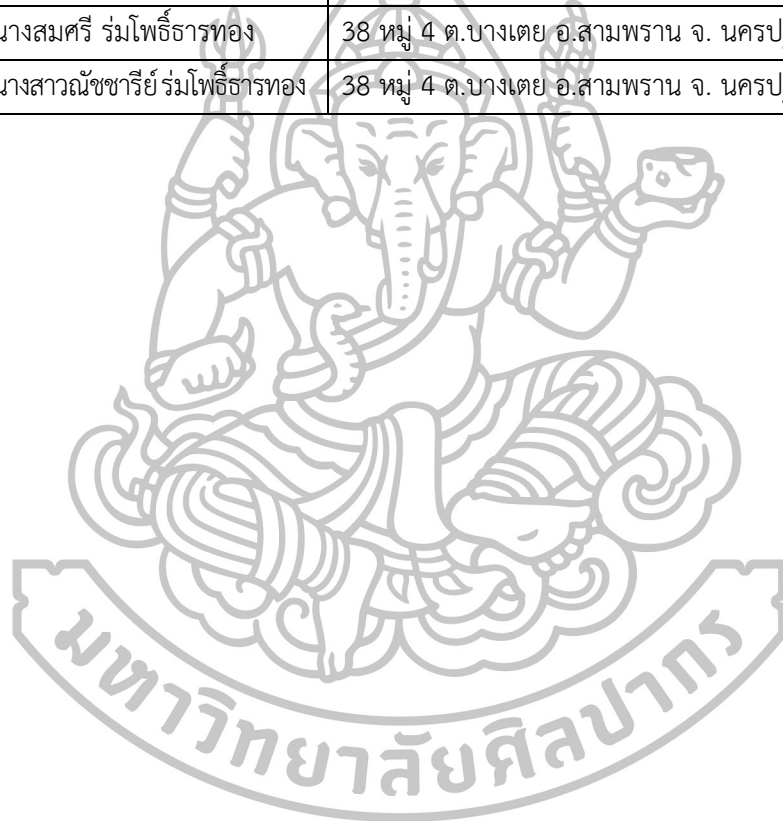 นางสมศรี ร่มโพธิ์ธารทอง 38 หมู่ 4 ต.บางเตย อ.สามพราน จ. นครป
นางสาวณัชชารีย์ ร่มโพธิ์ธารทอง 38 หมู่ 4 ต.บางเตย อ.สามพราน จ. นครป
มหาวิทยาลัยศิลปากร